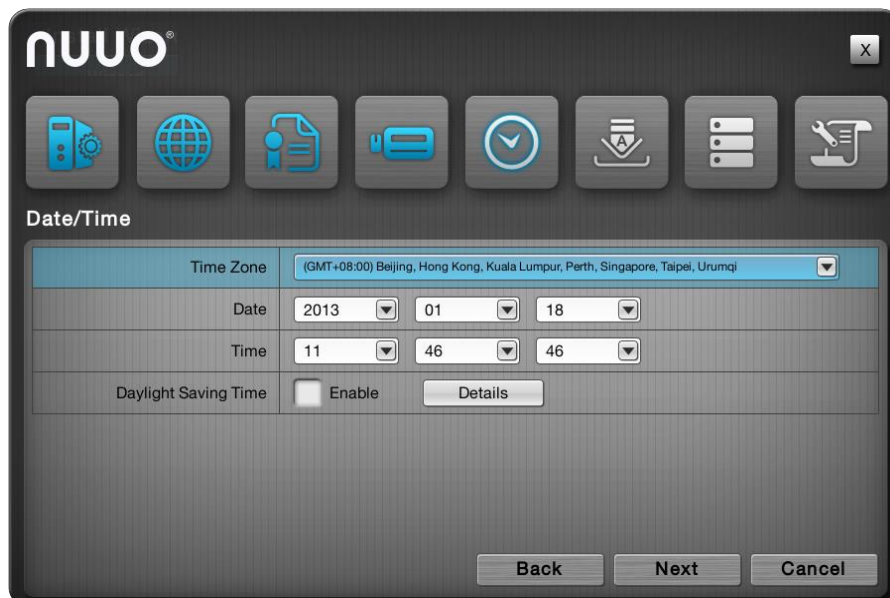 nuuo®
X
A
Date/Time
Time Zone (GMT+08:00) Beijing, Hong Kong, Kuala Lumpur, Perth, Singapore, Taipei, Urumqi
Date 2013 01 18
Time 11 46 46
Daylight Saving Time Enable Details
Back Next Cancel